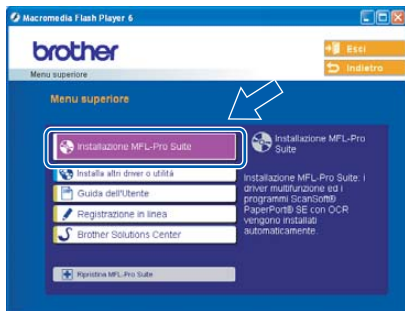 Macromedia Flash Player 6
brother
Esci
Indietro
Menu superiore
Menu superiore
Installazione MFL-Pro Suite
Installa altri driver o utilità
Guida dell'Utente
Registrazione in linea
Brother Solutions Center
Ripristina MFL-Pro Suite
Installazione MFL-Pro
Suite
Installazione MFL-Pro Suite: i
driver multifunzione ed i
programmi ScanSoft®
PaperPort® SE con OCR
vengono installati
automaticamente.